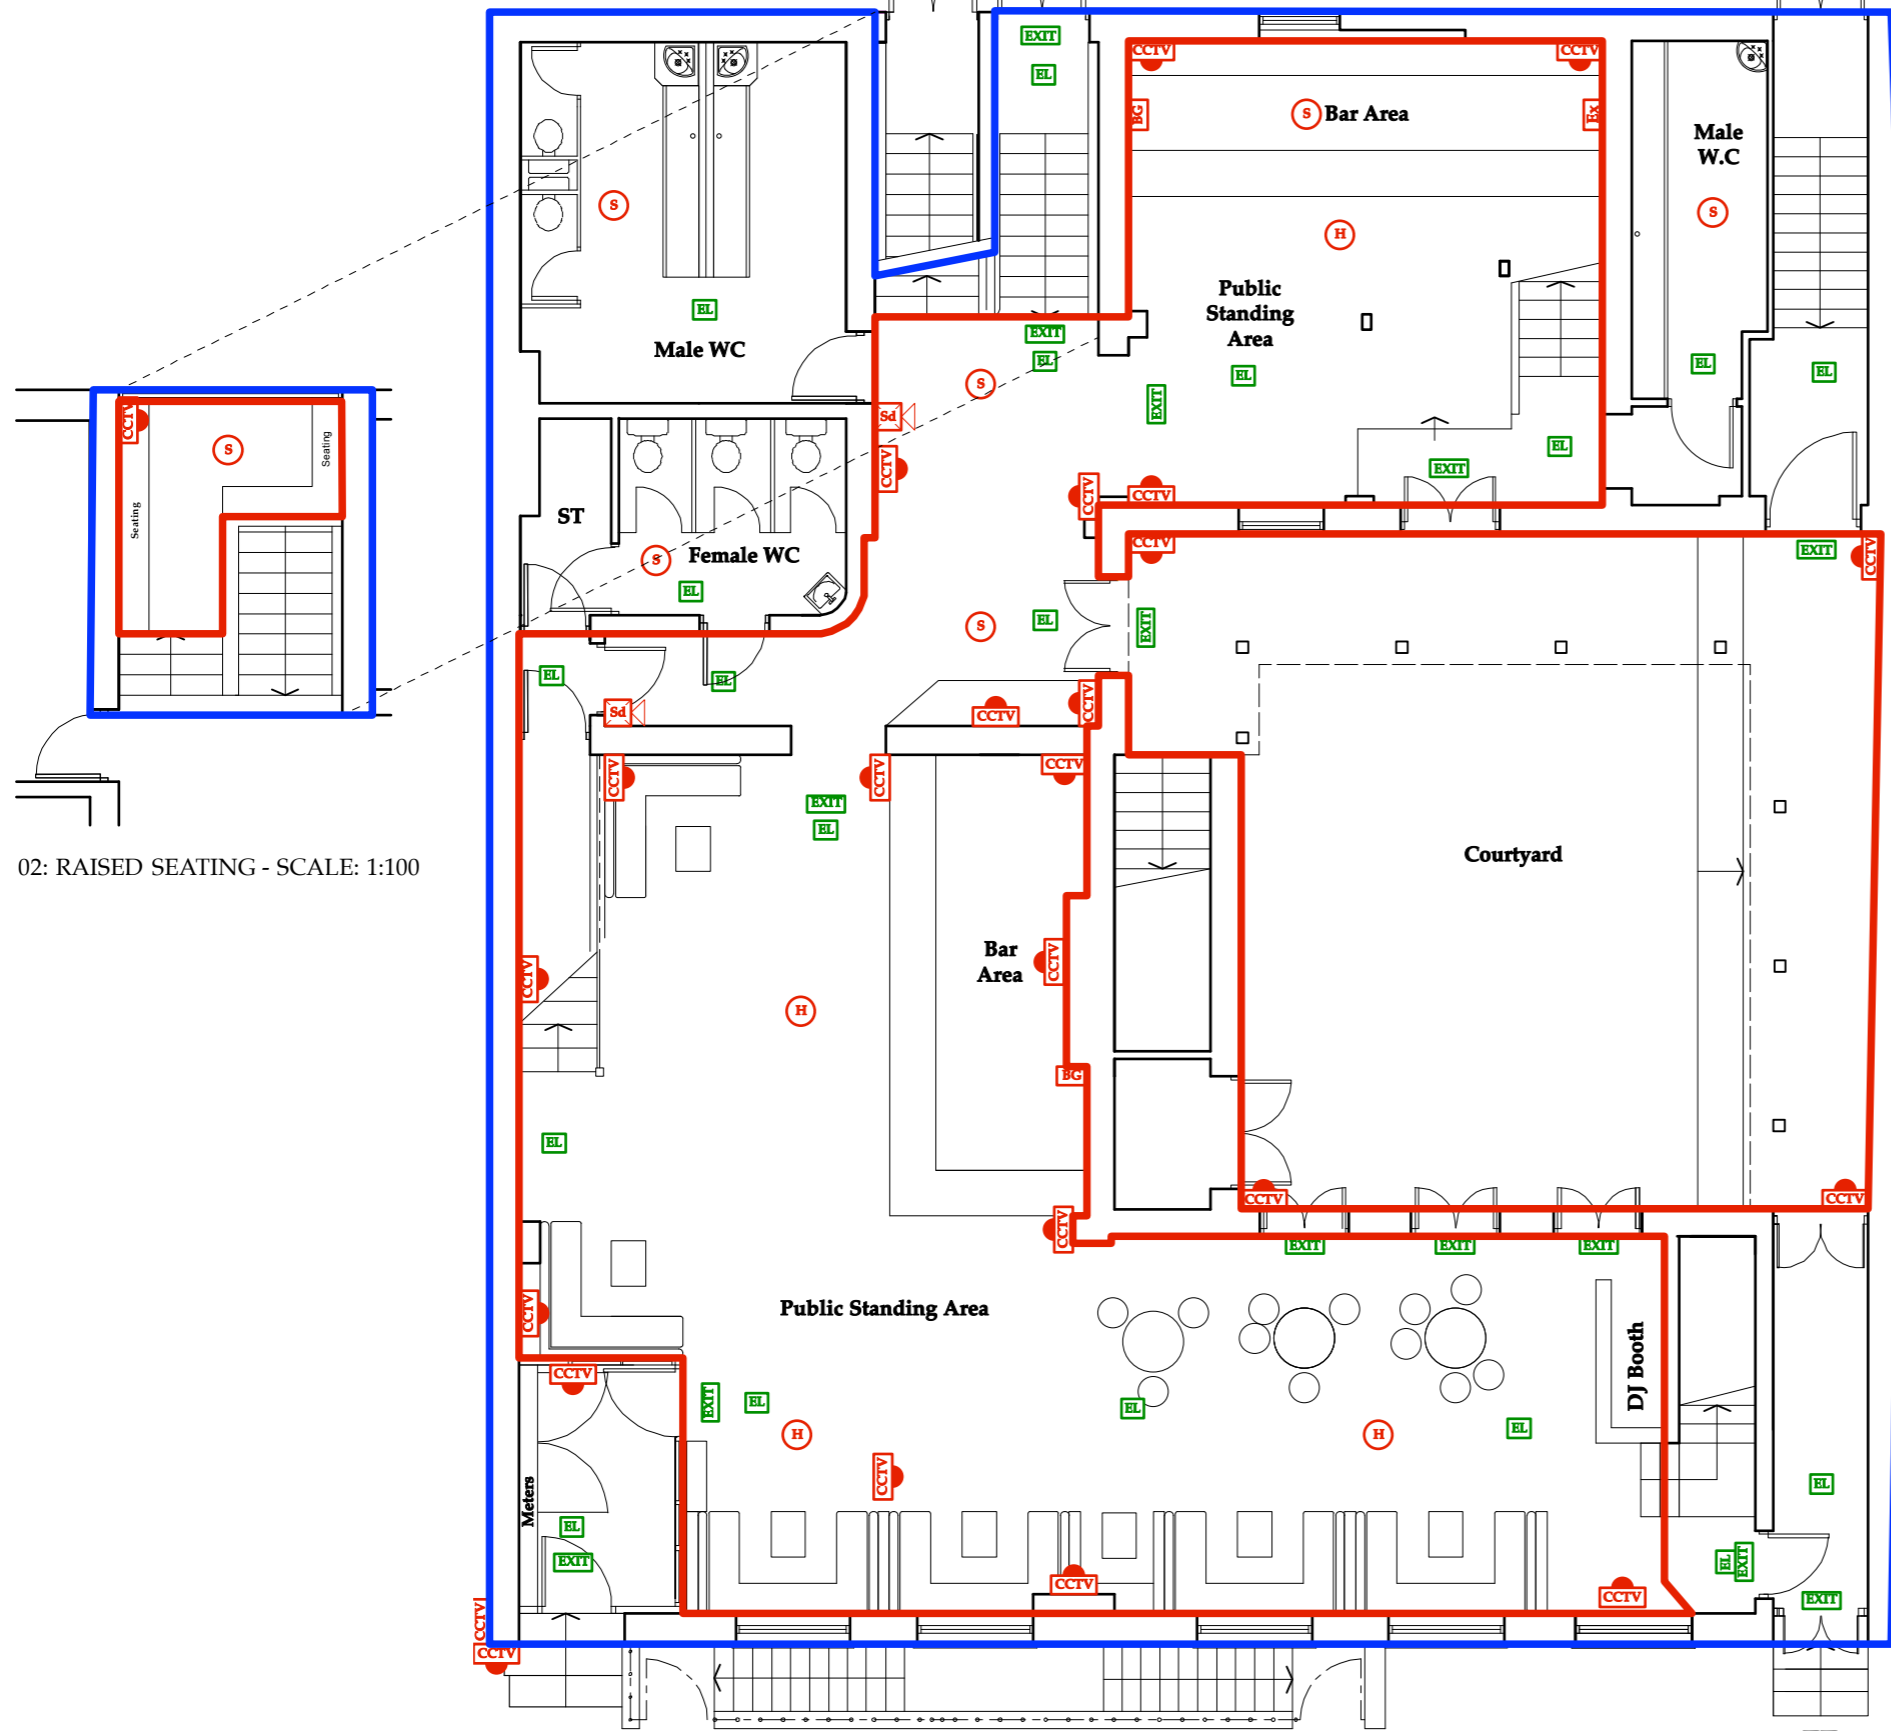 EXIT
CCTV
CCTV
EL
BG
S
Bar Area
Ex
Male
W.C
S
S
H
EL
Public
Standing
Area
EXIT
Male WC
EL
EL
EL
EL
S
EL
CCTV
EXIT
Sd
Seating
S
Seating
EL
CCTV
EXIT
CCTV
CCTV
ST
Female WC
S
CCTV
EXIT
CCTV
EL
S
EL
EXIT
EL
EL
Sd
CCTV
CCTV
CCTV
CCTV
CCTV
EXIT
EL
02: RAISED SEATING - SCALE: 1:100
Courtyard
Bar
Area
CCTV
CCTV
H
BG
EL
CCTV
CCTV
CCTV
EXIT
EXIT
EXIT
Public Standing Area
CCTV
DJ Booth
CCTV
EXIT
EL
EL
EL
H
H
CCTV
EL
Meters
EL
EXIT
EL
EXIT
CCTV
CCTV
EXIT
CCTV
CCTV